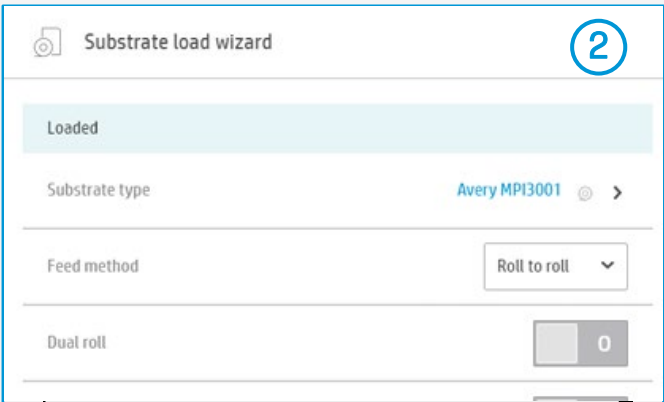 Substrate load wizard
2
Loaded
Substrate type Avery MPI3001
Feed method Roll to roll
Dual roll 0